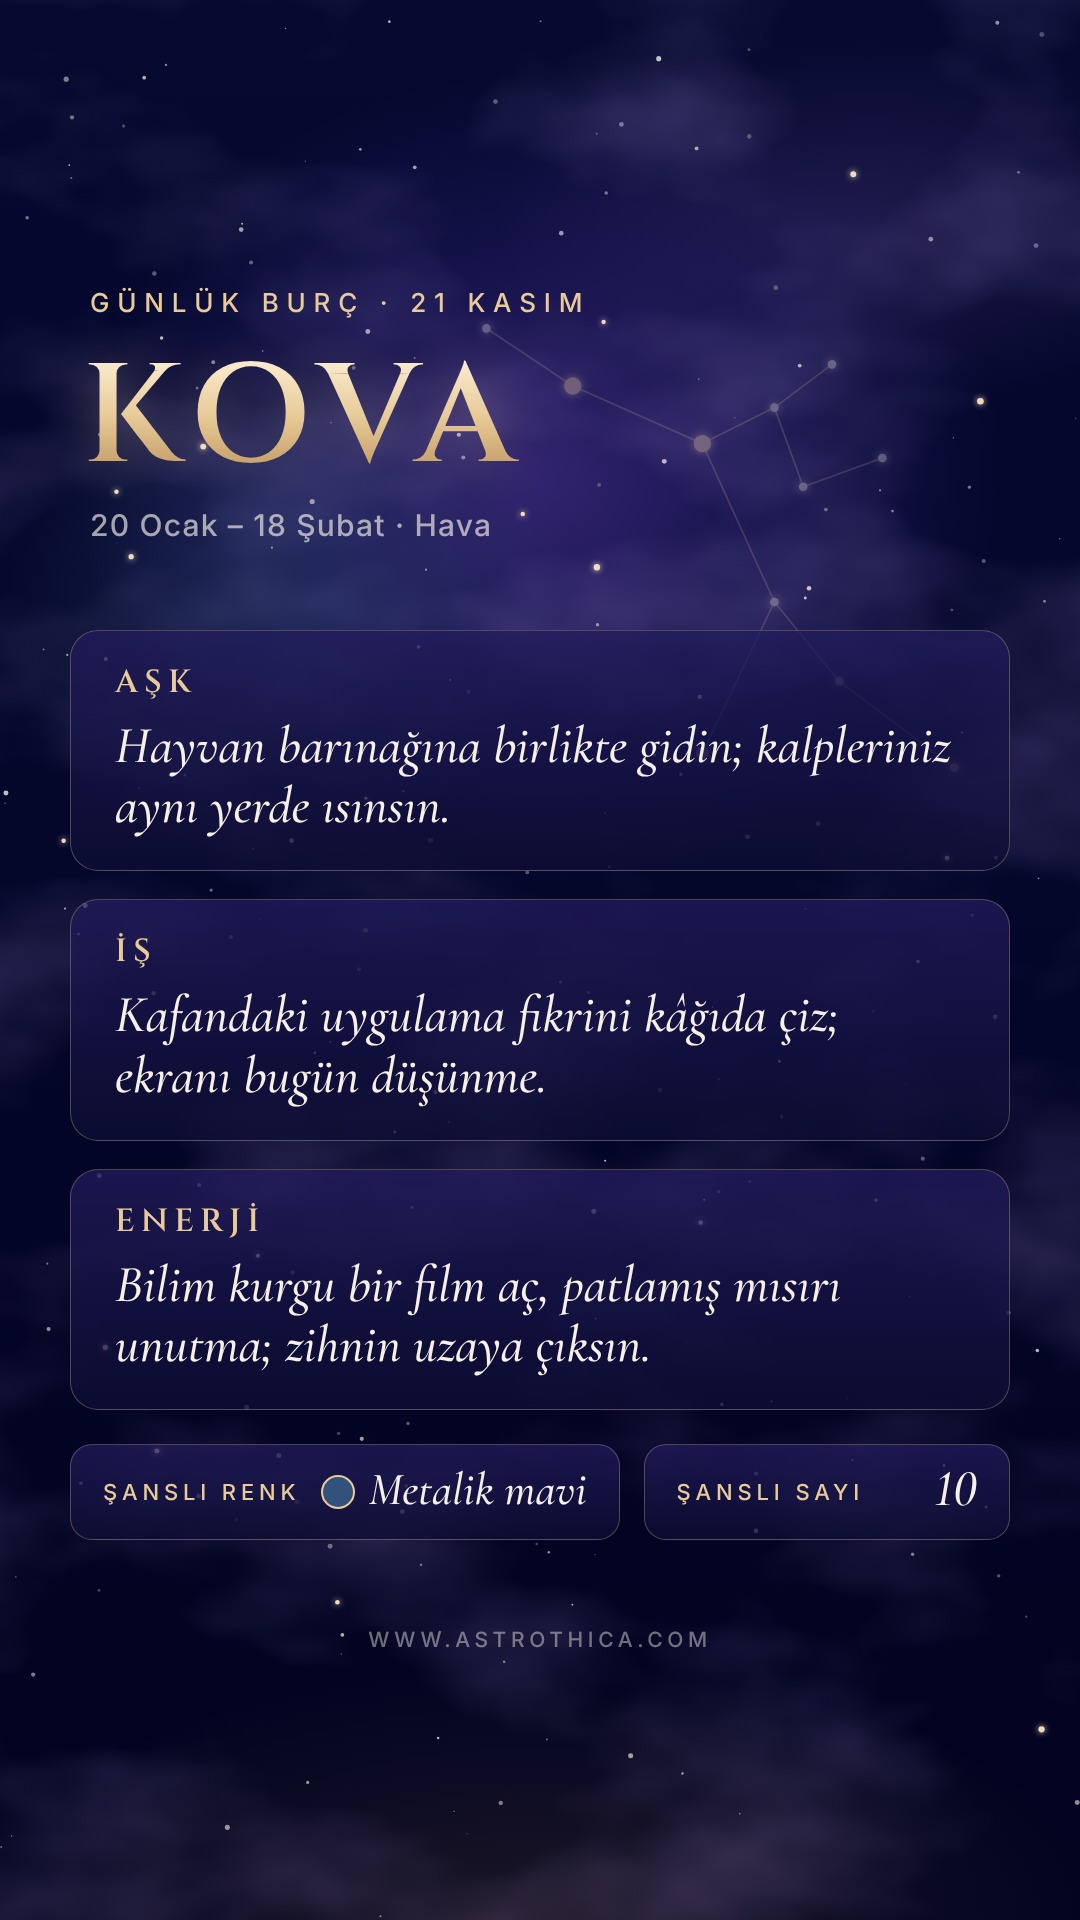 GÜNLÜK BURÇ · 21 KASIM
KOVA
20 Ocak – 18 Şubat · Hava
AŞK
Hayvan barınağına birlikte gidin; kalpleriniz
aynı yerde ısınsın.
İŞ
Kafandaki uygulama fikrini kâğıda çiz;
ekranı bugün düşünme.
ENERJİ
Bilim kurgu bir film aç, patlamış mısırı
unutma; zihnin uzaya çıksın.
ŞANSLI RENK Metalik mavi
ŞANSLI SAYI 10
WWW.ASTROTHICA.COM